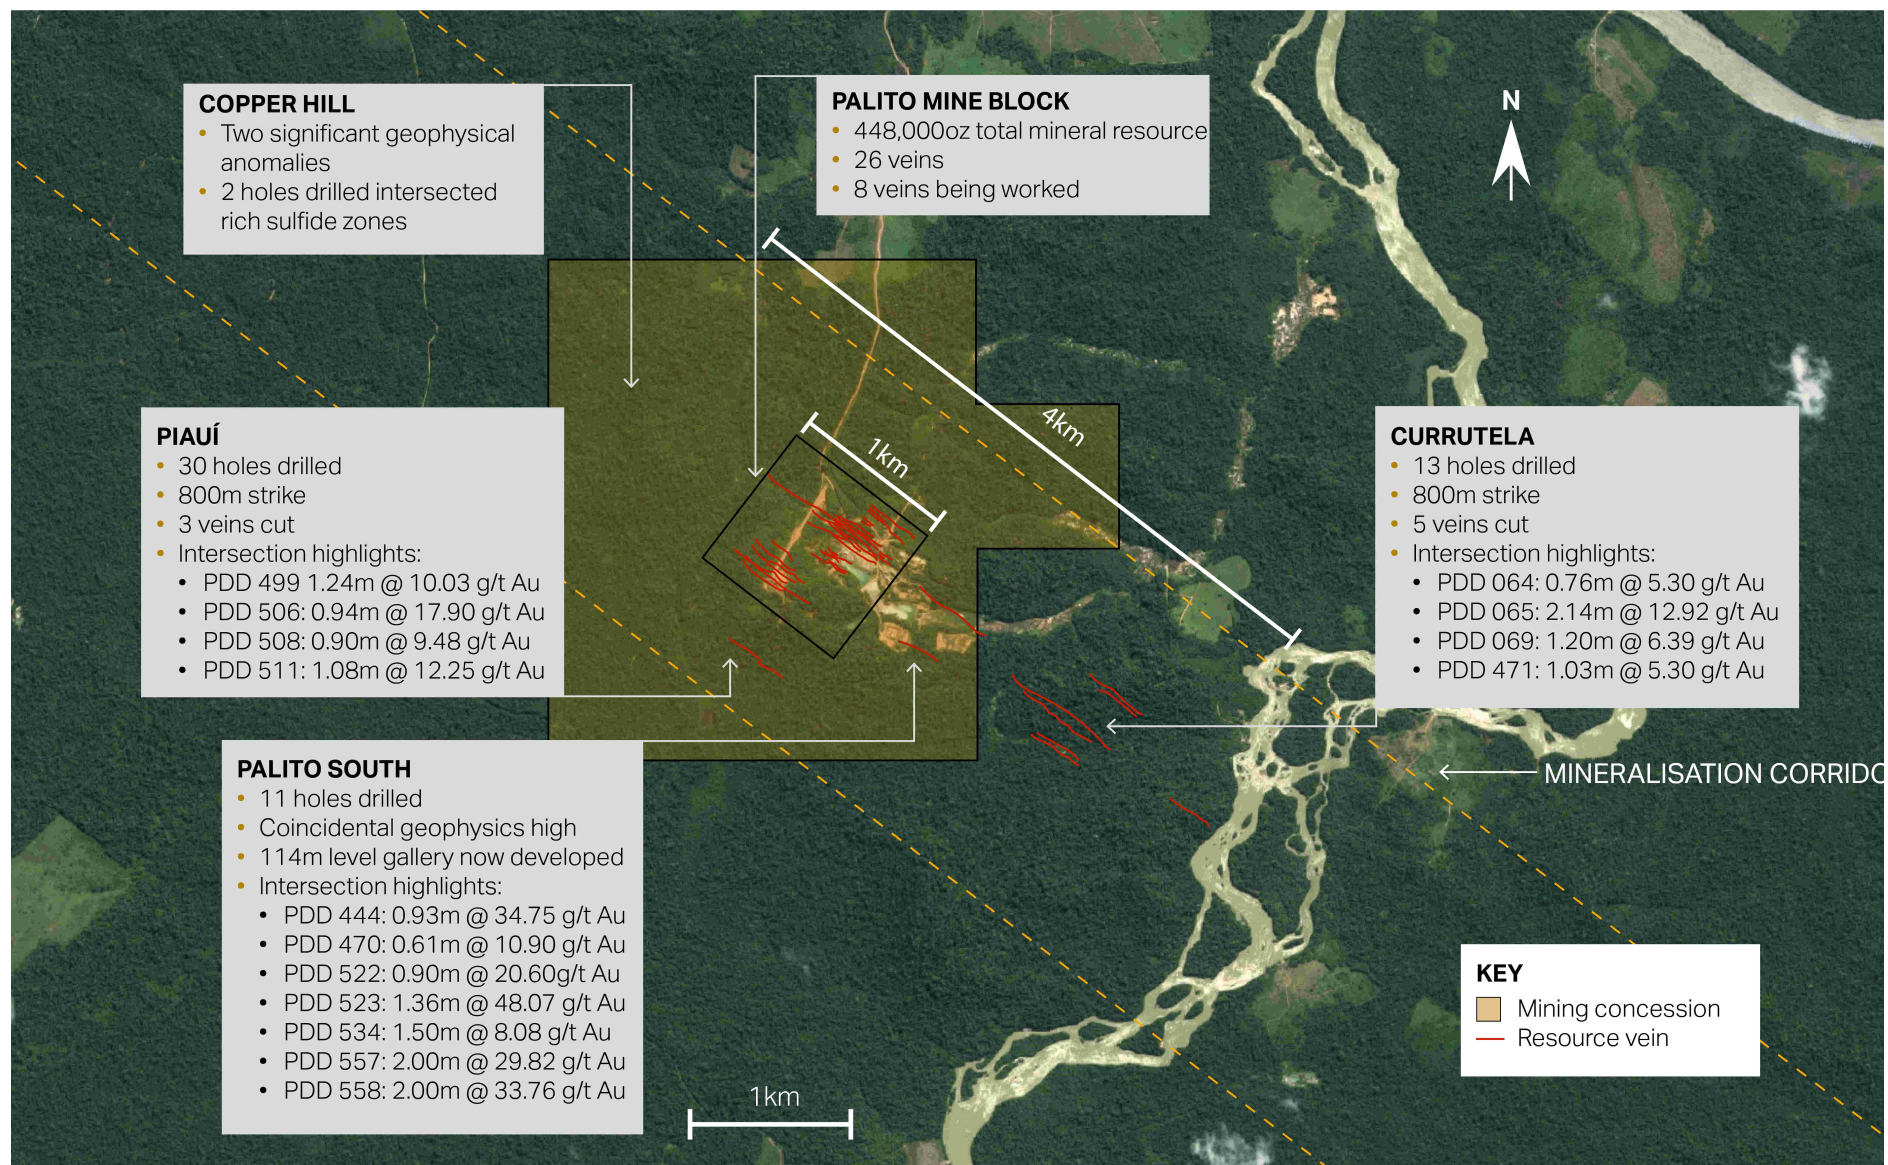 COPPER HILL
• Two significant geophysical
anomalies
• 2 holes drilled intersected
rich sulfide zones
PALITO MINE BLOCK
• 448,000oz total mineral resource
• 26 veins
• 8 veins being worked
N
4km
1km
PIAUÍ
• 30 holes drilled
• 800m strike
• 3 veins cut
• Intersection highlights:
• PDD 499 1.24m @ 10.03 g/t Au
• PDD 506: 0.94m @ 17.90 g/t Au
• PDD 508: 0.90m @ 9.48 g/t Au
• PDD 511: 1.08m @ 12.25 g/t Au
CURRUTELA
• 13 holes drilled
• 800m strike
• 5 veins cut
• Intersection highlights:
• PDD 064: 0.76m @ 5.30 g/t Au
• PDD 065: 2.14m @ 12.92 g/t Au
• PDD 069: 1.20m @ 6.39 g/t Au
• PDD 471: 1.03m @ 5.30 g/t Au
PALITO SOUTH
• 11 holes drilled
• Coincidental geophysics high
• 114m level gallery now developed
• Intersection highlights:
• PDD 444: 0.93m @ 34.75 g/t Au
• PDD 470: 0.61m @ 10.90 g/t Au
• PDD 522: 0.90m @ 20.60g/t Au
• PDD 523: 1.36m @ 48.07 g/t Au
• PDD 534: 1.50m @ 8.08 g/t Au
• PDD 557: 2.00m @ 29.82 g/t Au
• PDD 558: 2.00m @ 33.76 g/t Au
MINERALISATION CORRIDO
KEY
Mining concession
Resource vein
1km